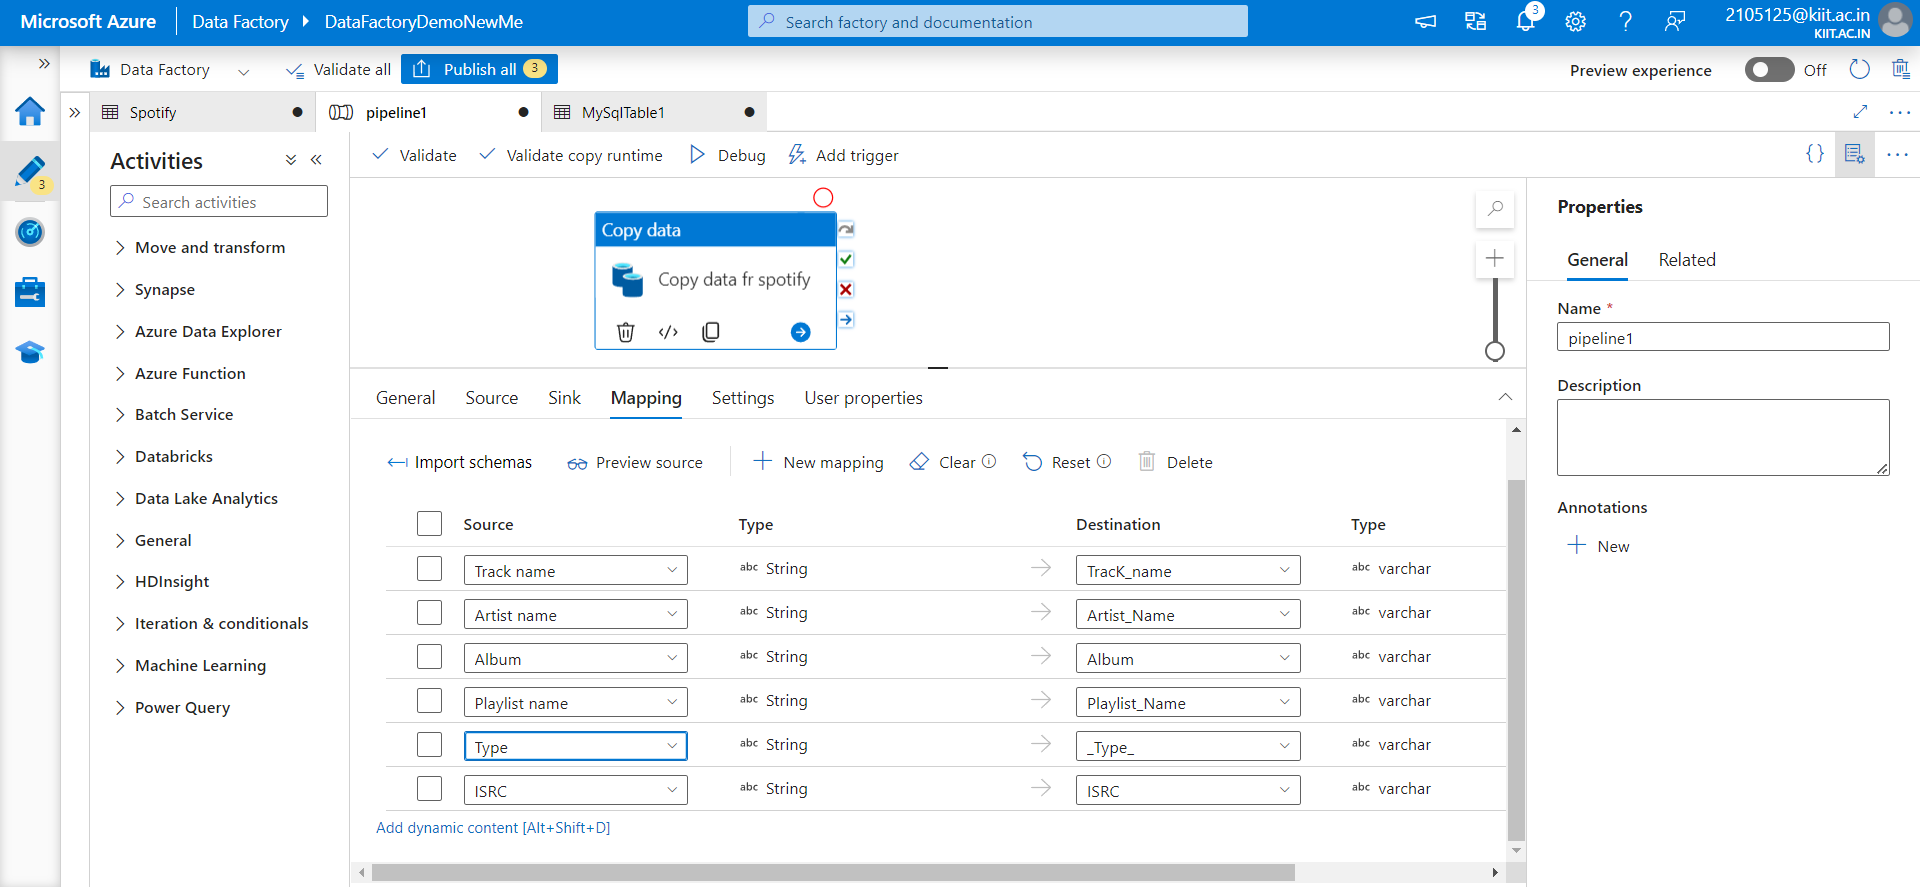 Microsoft Azure
Data Factory
DataFactoryDemoNewMe
Search factory and documentation
3
2105125@kiit.ac.in
KIIT.AC.IN
Data Factory
Validate all
Publish all
3
Preview experience
Off
Spotify
pipeline1
MySqlTable1
3
Activities
Search activities
Move and transform
Synapse
Azure Data Explorer
Azure Function
Batch Service
Databricks
Data Lake Analytics
General
HDInsight
Iteration & conditionals
Machine Learning
Power Query
Validate
Validate copy runtime
Debug
Add trigger
Copy data
Copy data fr spotify
General
Source
Sink
Mapping
Settings
User properties
Import schemas
Preview source
New mapping
Clear
Reset
Delete
Source Type Destination Type
Track name abc String TracK_name abc varchar
Artist name abc String Artist_Name abc varchar
Album abc String Album abc varchar
Playlist name abc String Playlist_Name abc varchar
Type abc String _Type_ abc varchar
ISRC abc String ISRC abc varchar
Add dynamic content [Alt+Shift+D]
Properties
General
Related
Name *
pipeline1
Description
Annotations
New